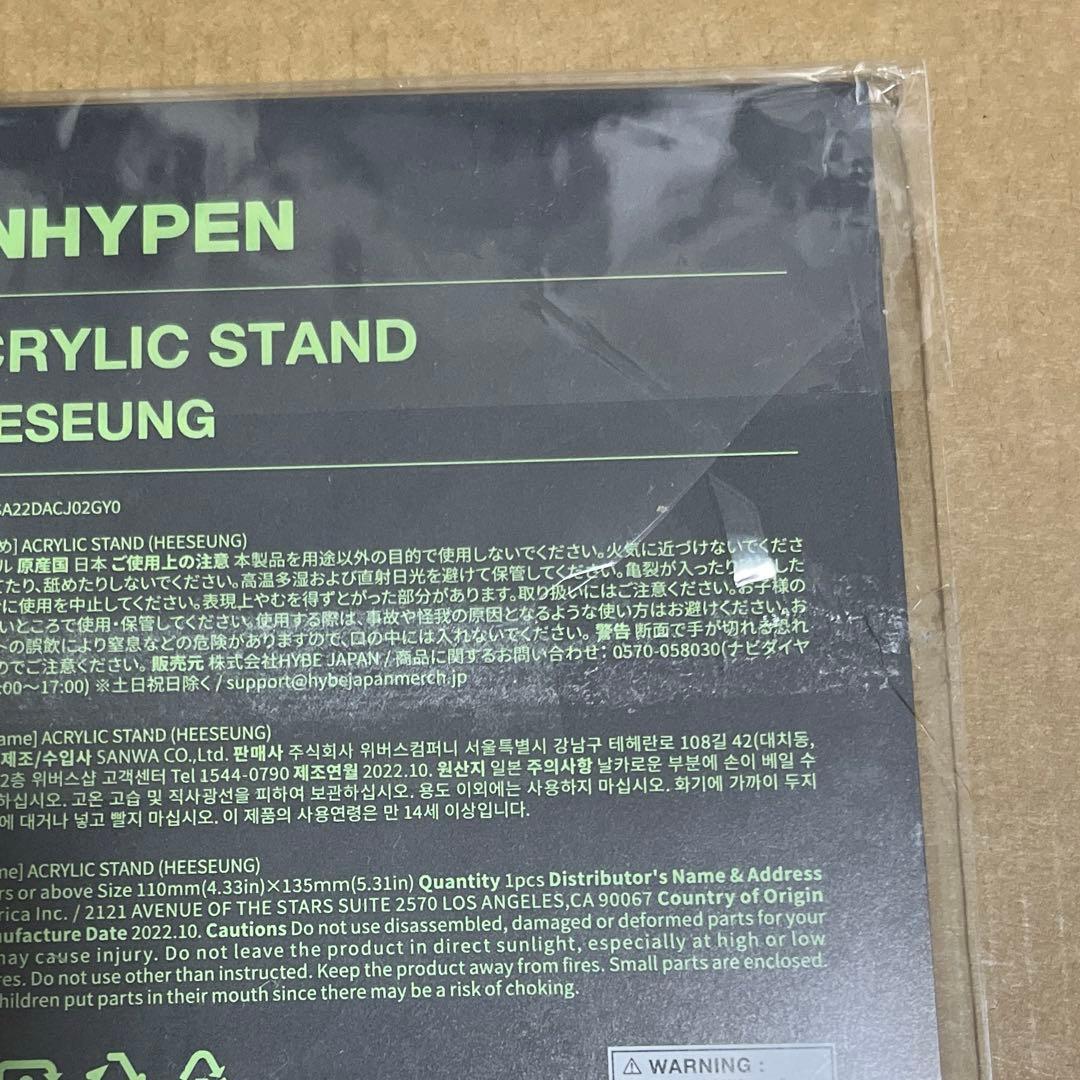 NHYPEN
CRYLIC STAND
ESEUNG
SA22DACJ02GY0
め] ACRYLIC STAND (HEESEUNG)
ル 原産国 日本 ご使用上の注意 本製品を用途以外の目的で使用しないでください。火気に近づけないでくださ
てたり、舐めたりしないでください。高温多湿および直射日光を避けて保管してください。亀裂が入ったり した
に使用を中止してください。表現上やむを得ずとがった部分があります。取り扱いにはご注意ください。お子様の
いところで使用・保管してください。使用する際は、事故や怪我の原因となるような使い方はお避けください。お
トの誤飲により窒息などの危険がありますので、口の中には入れないでください。 警告 断面で手が切れる恐れ
のでご注意ください。 販売元 株式会社HYBE JAPAN / 商品に関するお問い合わせ: 0570-058030(ナビダイヤ
:00～17:00) ※土日祝日除く / support@hybejapanmerch.jp
ame] ACRYLIC STAND (HEESEUNG)
제조/수입사 SANWA CO.,Ltd. 판매사 주식회사 위버스컴퍼니 서울특별시 강남구 테헤란로 108길 42(대치동,
2층 위버스샵 고객센터 Tel 1544-0790 제조연월 2022.10. 원산지 일본 주의사항 날카로운 부분에 손이 베일 수
하십시오. 고온 고습 및 직사광선을 피하여 보관하십시오. 용도 이외에는 사용하지 마십시오. 화기에 가까이 두지
에 대거나 넣고 빨지 마십시오. 이 제품의 사용연령은 만 14세 이상입니다.
me] ACRYLIC STAND (HEESEUNG)
rs or above Size 110mm(4.33in)×135mm(5.31in) Quantity 1pcs Distributor's Name & Address
rica Inc. / 2121 AVENUE OF THE STARS SUITE 2570 LOS ANGELES,CA 90067 Country of Origin
nufacture Date 2022.10. Cautions Do not use disassembled, damaged or deformed parts for your
may cause injury. Do not leave the product in direct sunlight, especially at high or low
res. Do not use other than instructed. Keep the product away from fires. Small parts are enclosed.
children put parts in their mouth since there may be a risk of choking.
⚠ WARNING :